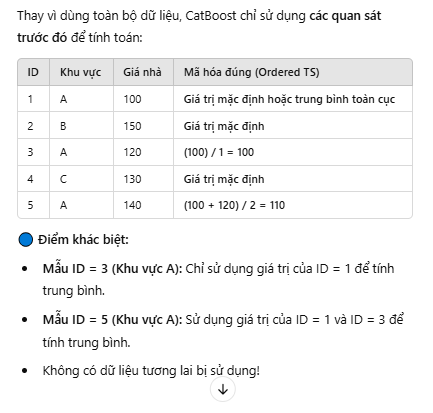 Thay vì dùng toàn bộ dữ liệu, CatBoost chỉ sử dụng các quan sát
trước đó để tính toán:
ID Khu vực Giá nhà Mã hóa đúng (Ordered TS)
1 A 100 Giá trị mặc định hoặc trung bình toàn cục
2 B 150 Giá trị mặc định
3 A 120 (100) / 1 = 100
4 C 130 Giá trị mặc định
5 A 140 (100 + 120) / 2 = 110
Điểm khác biệt:
• Mẫu ID = 3 (Khu vực A): Chỉ sử dụng giá trị của ID = 1 để tính
trung bình.
• Mẫu ID = 5 (Khu vực A): Sử dụng giá trị của ID = 1 và ID = 3 để
tính trung bình.
• Không có dữ liệu tương lai bị sử dụng!